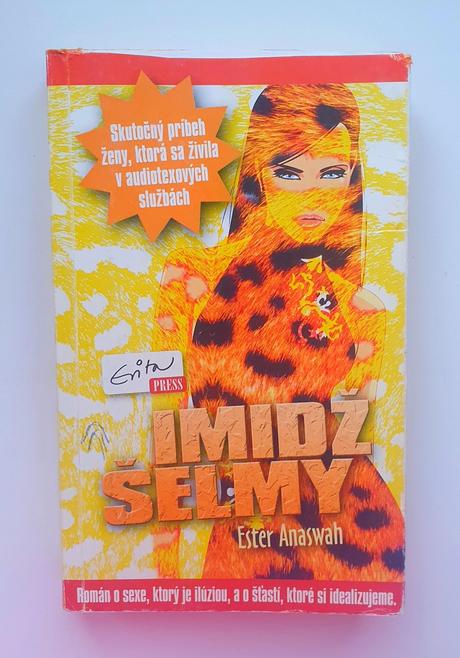 Skutočný príbeh
ženy, ktorá sa živila
v audiotexových
službách
Evitov
PRESS
IMIDŽ
ŠELMY
Ester Anaswah
Román o sexe, ktorý je ilúziou, a o šťastí, ktoré si idealizujeme.